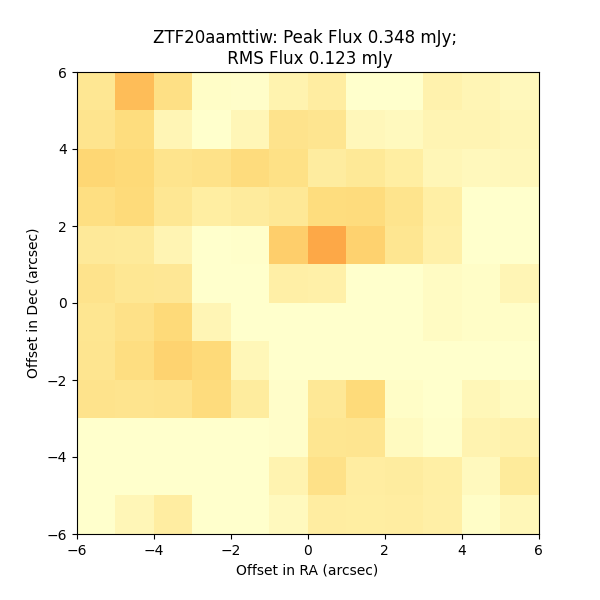 ZTF20aamttiw: Peak Flux 0.348 mJy;
RMS Flux 0.123 mJy
6
4
2
0
−2
−4
−6
Offset in Dec (arcsec)
−6 −4 −2 0 2 4 6
Offset in RA (arcsec)